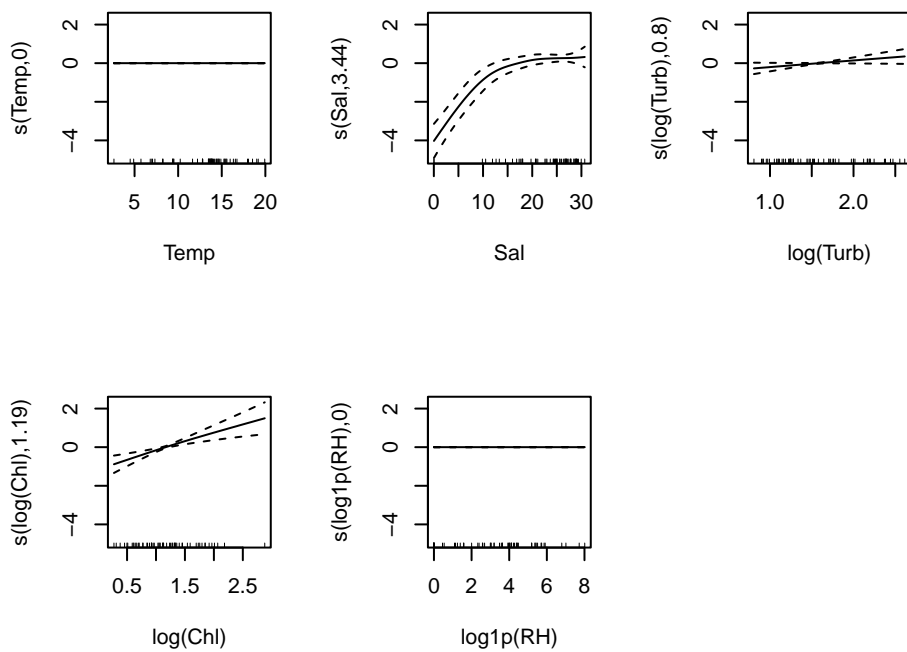 s(Temp,0)
2
0
−4
5 10 15 20
Temp
s(Sal,3.44)
2
0
−4
0 10 20 30
Sal
s(log(Turb),0.8)
2
0
−4
1.0 2.0
log(Turb)
s(log(Chl),1.19)
2
0
−4
0.5 1.5 2.5
log(Chl)
s(log1p(RH),0)
2
0
−4
0 2 4 6 8
log1p(RH)